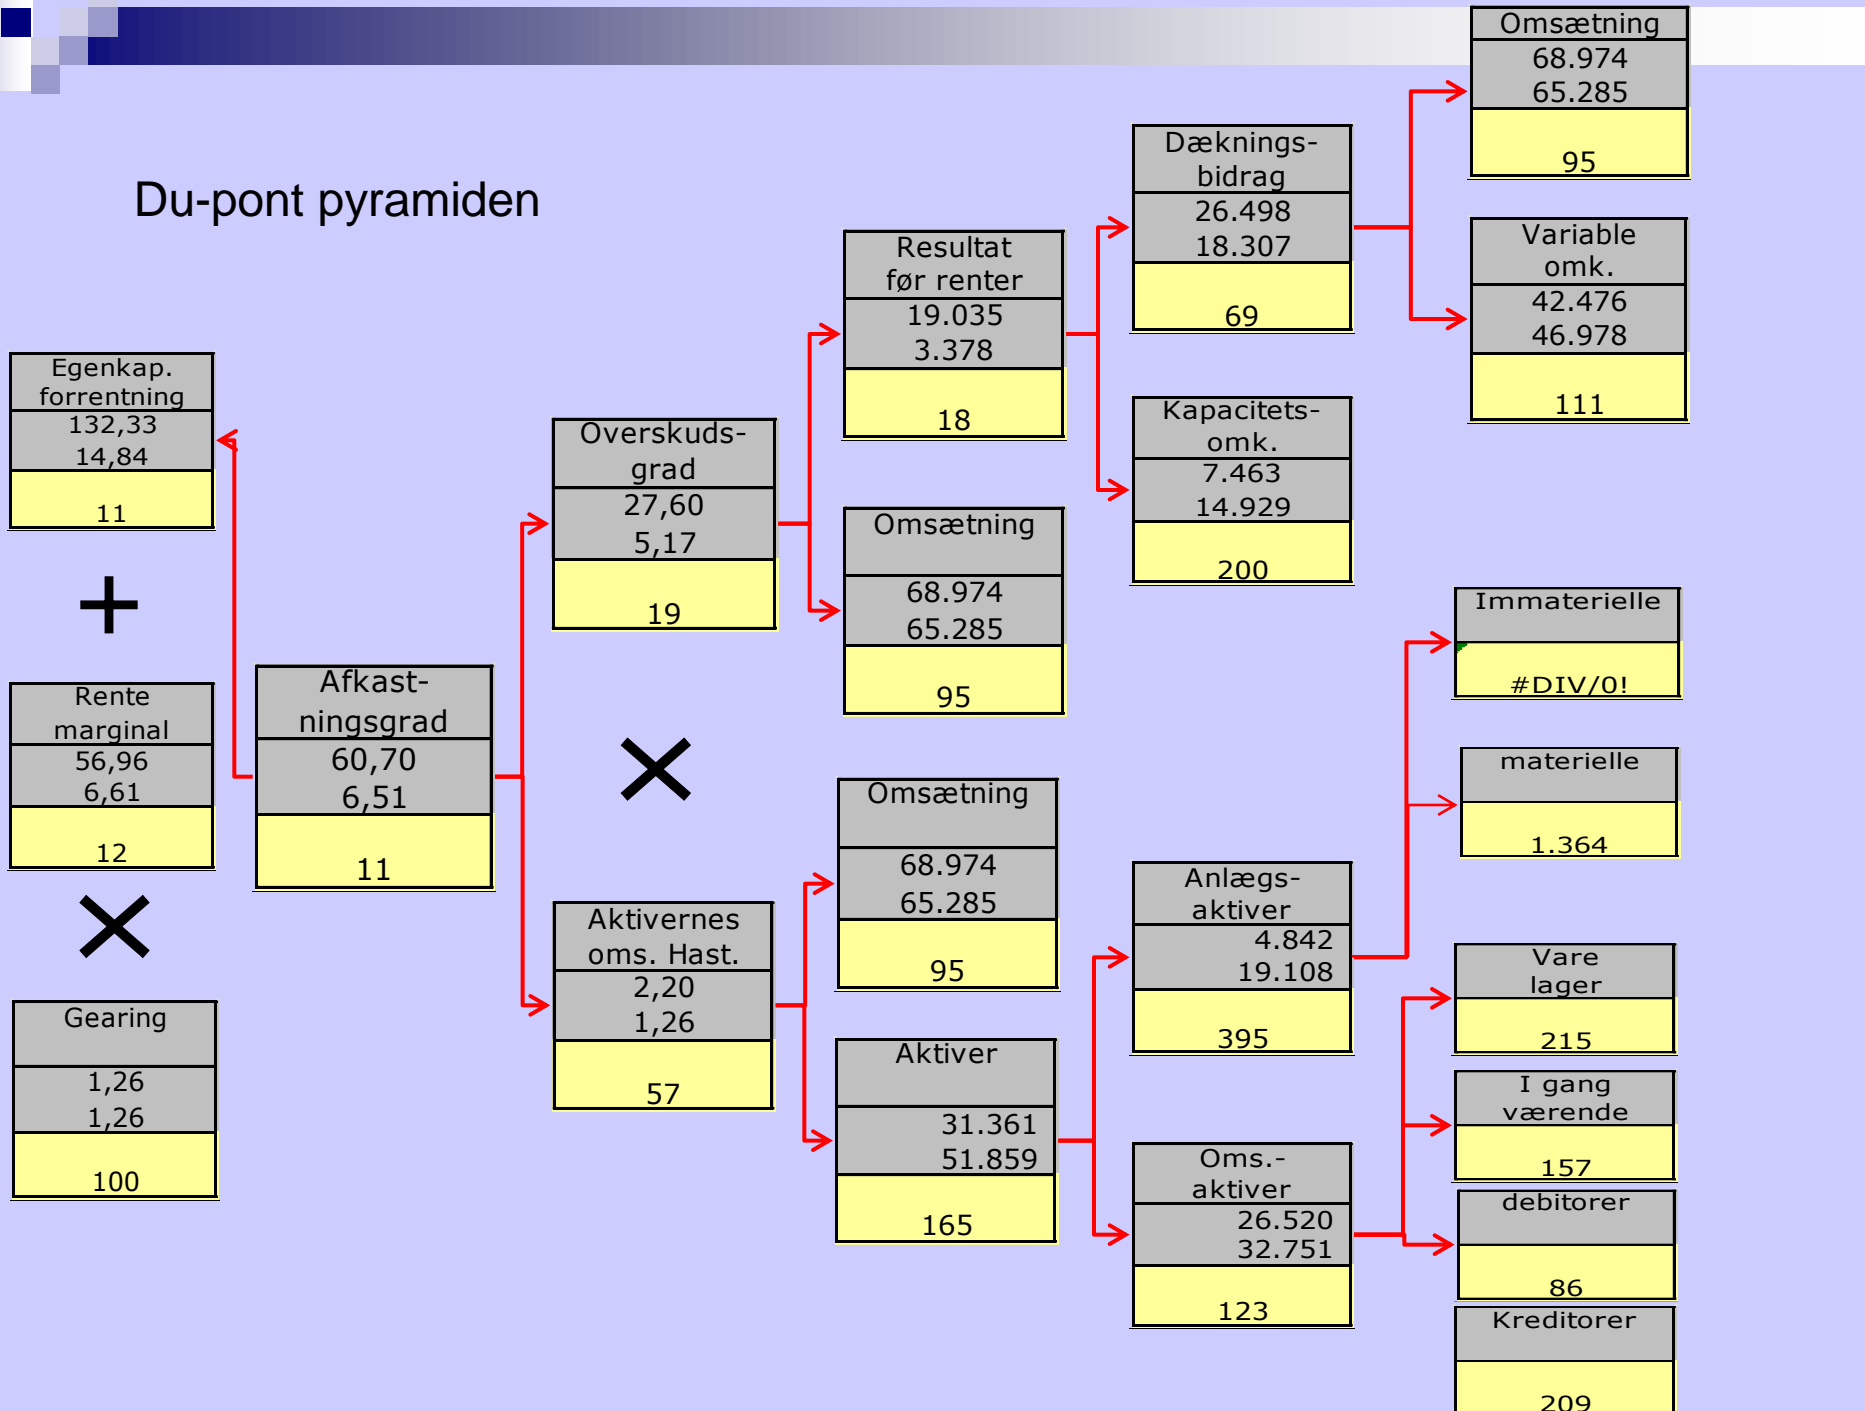 Du-pont pyramiden
Egenkap.
forrentning
132,33
14,84
11
+
Rente
marginal
56,96
6,61
12
×
Gearing
1,26
1,26
100
Afkast-
ningsgrad
60,70
6,51
11
Overskuds-
grad
27,60
5,17
19
×
Aktivernes
oms. Hast.
2,20
1,26
57
Resultat
før renter
19.035
3.378
18
Omsætning
68.974
65.285
95
Omsætning
68.974
65.285
95
Aktiver
31.361
51.859
165
Dæknings-
bidrag
26.498
18.307
69
Kapacitets-
omk.
7.463
14.929
200
Anlægs-
aktiver
4.842
19.108
395
Oms.-
aktiver
26.520
32.751
123
Omsætning
68.974
65.285
95
Variable
omk.
42.476
46.978
111
Immaterielle
#DIV/0!
materielle
1.364
Vare
lager
215
I gang
værende
157
debitorer
86
Kreditorer
209